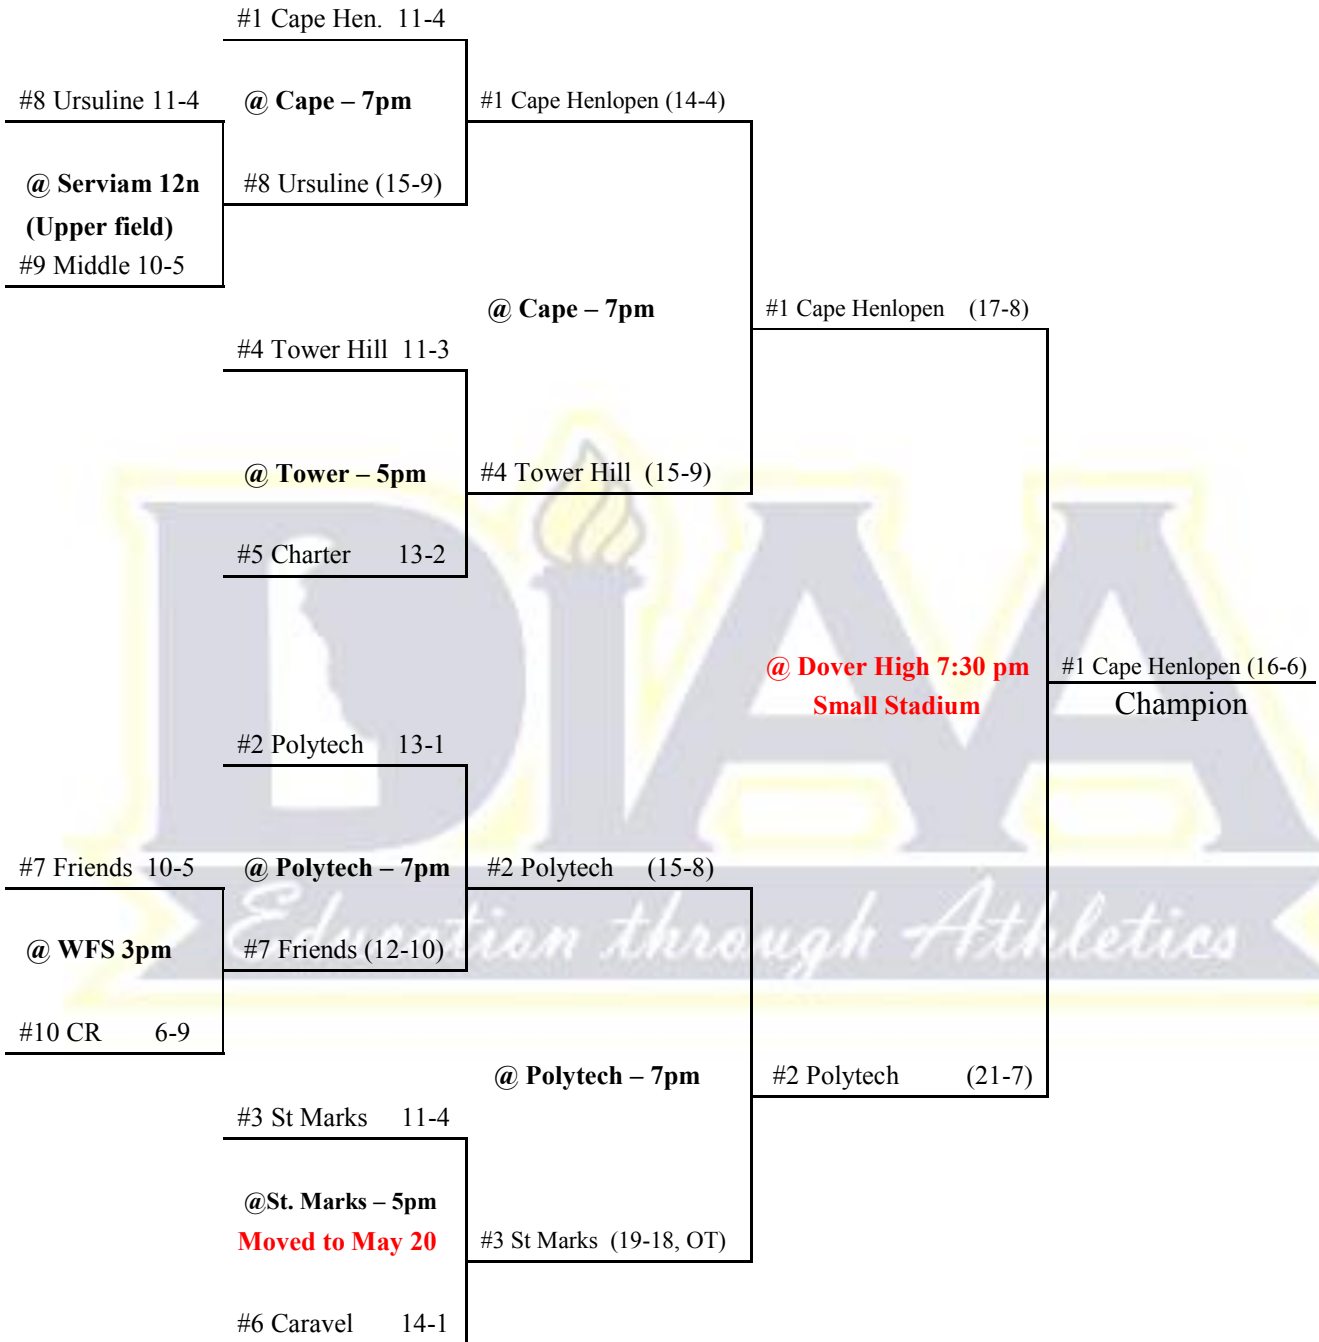 #1 Cape Hen. 11-4
#8 Ursuline 11-4
@ Cape – 7pm
#1 Cape Henlopen (14-4)
@ Serviam 12n
#8 Ursuline (15-9)
(Upper field)
#9 Middle 10-5
@ Cape – 7pm
#1 Cape Henlopen (17-8)
#4 Tower Hill 11-3
@ Tower – 5pm
#4 Tower Hill (15-9)
#5 Charter 13-2
DIAA
@ Dover High 7:30 pm
Small Stadium
#1 Cape Henlopen (16-6)
Champion
#2 Polytech 13-1
#7 Friends 10-5
@ Polytech – 7pm
#2 Polytech (15-8)
Education through Athletics
@ WFS 3pm
#7 Friends (12-10)
#10 CR 6-9
@ Polytech – 7pm
#2 Polytech (21-7)
#3 St Marks 11-4
@St. Marks – 5pm
Moved to May 20
#3 St Marks (19-18, OT)
#6 Caravel 14-1